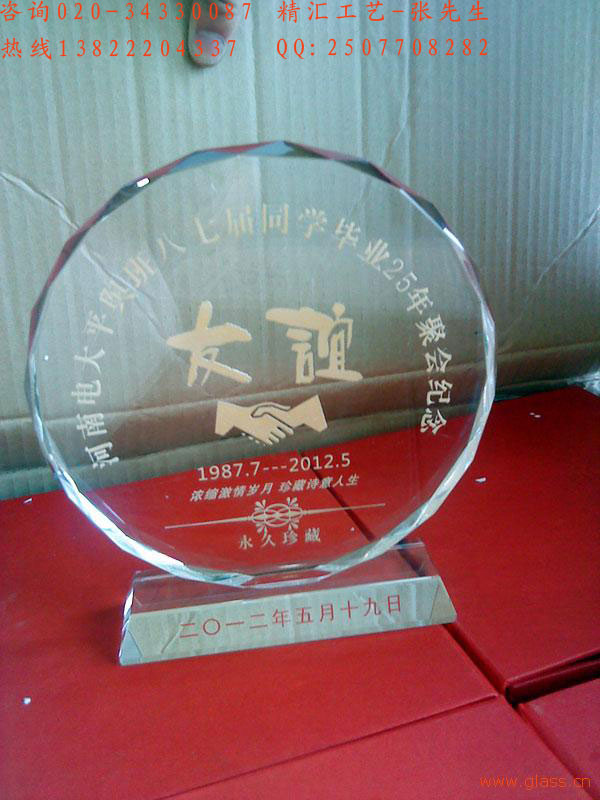 咨询020-34330087 精汇工艺-张先生
热线13822204337 QQ: 2507708282
河南电大平舆班八七届同学毕业25年聚会纪念
友誼
1987.7---2012.5
浓缩激情岁月 珍藏诗意人生
永久珍藏
二〇一二年五月十九日
www.glass.cn